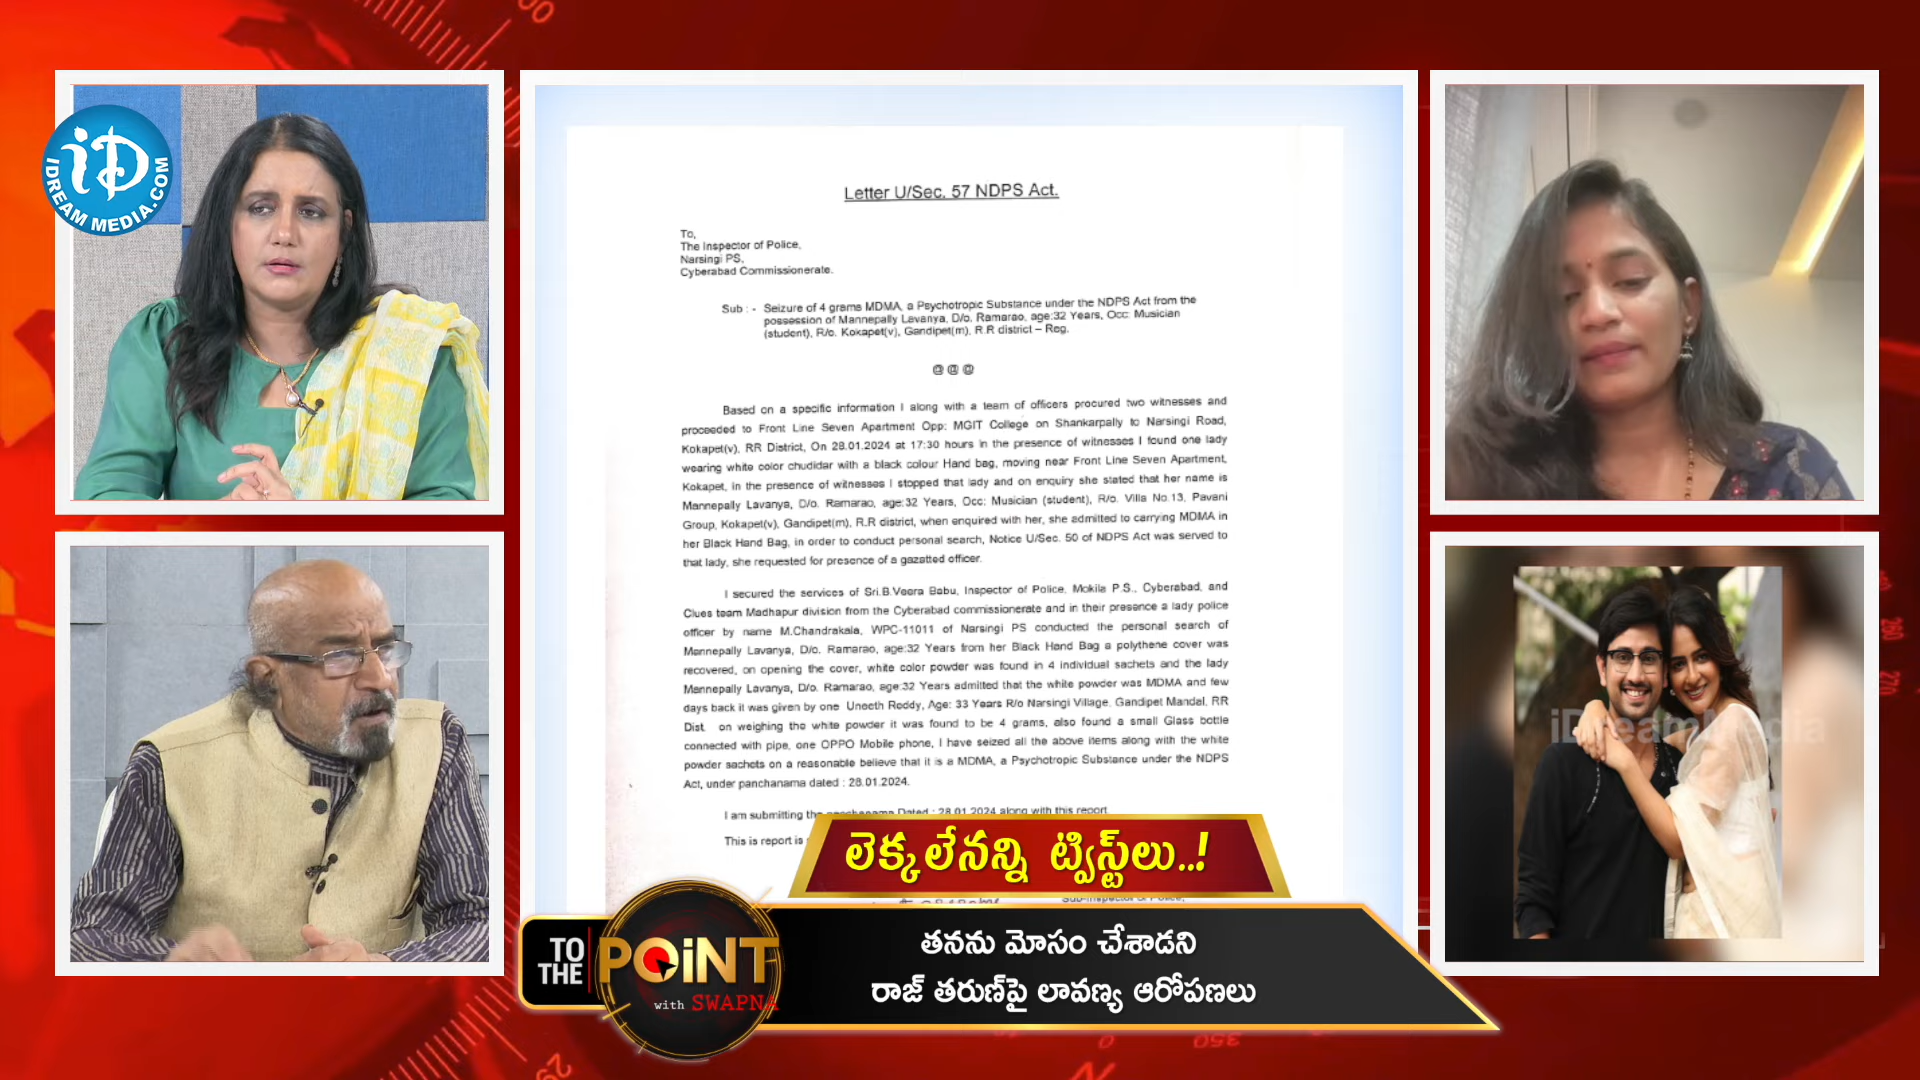 iD
IDREAM MEDIA.COM
Letter U/Sec. 57 NDPS Act.
To,
The Inspector of Police,
Narsingi PS,
Cyberabad Commissionerate.
Sub : - Seizure of 4 grams MDMA, a Psychotropic Substance under the NDPS Act from the
possession of Mannepally Lavanya, D/o. Ramarao, age:32 Years, Occ: Musician
(student), R/o. Kokapet(v), Gandipet(m), R.R district – Reg.
@@@
Based on a specific information I along with a team of officers procured two witnesses and
proceeded to Front Line Seven Apartment Opp: MGIT College on Shankarpally to Narsingi Road,
Kokapet(v), RR District, On 28.01.2024 at 17:30 hours in the presence of witnesses I found one lady
wearing white color chudidar with a black colour Hand bag, moving near Front Line Seven Apartment,
Kokapet, in the presence of witnesses I stopped that lady and on enquiry she stated that her name is
Mannepally Lavanya, D/o. Ramarao, age:32 Years, Occ: Musician (student), R/o. Villa No.13, Pavani
Group, Kokapet(v), Gandipet(m), R.R district, when enquired with her, she admitted to carrying MDMA in
her Black Hand Bag, in order to conduct personal search, Notice U/Sec. 50 of NDPS Act was served to
that lady, she requested for presence of a gazatted officer.
I secured the services of Sri.B.Veera Babu, Inspector of Police, Mokila P.S., Cyberabad, and
Clues team Madhapur division from the Cyberabad commissionerate and in their presence a lady police
officer by name M.Chandrakala, WPC-11011 of Narsingi PS conducted the personal search of
Mannepally Lavanya, D/o. Ramarao, age:32 Years from her Black Hand Bag a polythene cover was
recovered, on opening the cover, white color powder was found in 4 individual sachets and the lady
Mannepally Lavanya, D/o. Ramarao, age:32 Years admitted that the white powder was MDMA and few
days back it was given by one Uneeth Reddy, Age: 33 Years R/o Narsingi Village, Gandipet Mandal, RR
Dist. on weighing the white powder it was found to be 4 grams, also found a small Glass bottle
connected with pipe, one OPPO Mobile phone, I have seized all the above items along with the white
powder sachets on a reasonable believe that it is a MDMA, a Psychotropic Substance under the NDPS
Act, under panchanama dated : 28.01.2024.
I am submitting the panchanama Dated : 28.01.2024 along with this report.
This is report is
Sub-Inspector of Police,
iDreamMedia
లెక్కలేనన్ని ట్విస్ట్‌లు..!
TO THE POiNT
with SWAPNA
తనను మోసం చేశాడని
రాజ్ తరుణ్‌పై లావణ్య ఆరోపణలు